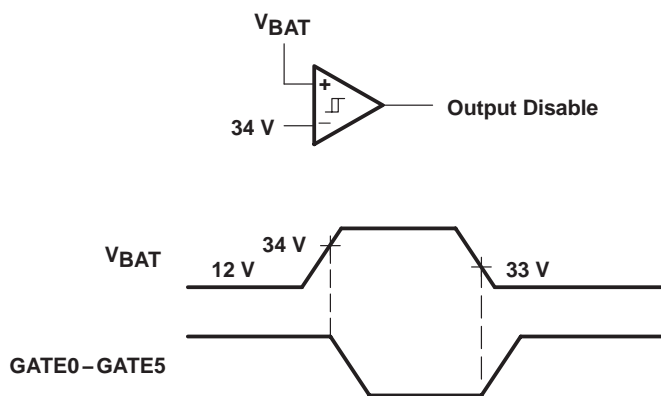 VBAT
+
34 V
−
Output Disable
34 V
VBAT
12 V
33 V
GATE0–GATE5